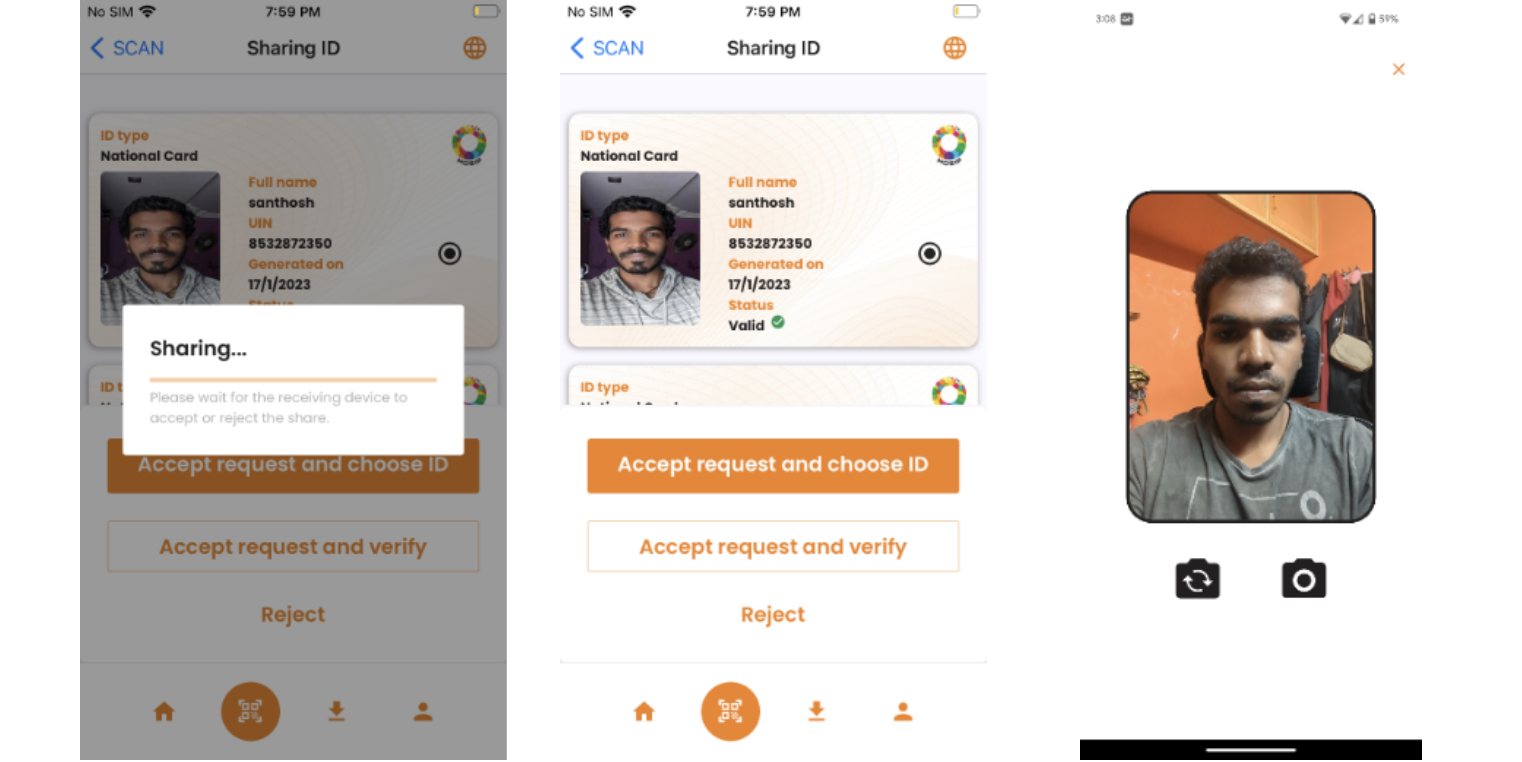 No SIM 7:59 PM
SCAN Sharing ID
ID type
National Card
Full name
santhosh
UIN
8532872350
Generated on
17/1/2023
Status
Sharing...
Please wait for the receiving device to
accept or reject the share.
Accept request and choose ID
Accept request and verify
Reject
No SIM 7:59 PM
SCAN Sharing ID
ID type
National Card
MOSIP
Full name
santhosh
UIN
8532872350
Generated on
17/1/2023
Status
Valid
ID type
Accept request and choose ID
Accept request and verify
Reject
3:08 59%